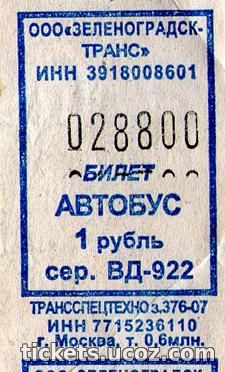 ООО«ЗЕЛЕНОГРАДСК-
ТРАНС»
ИНН 3918008601
028800
БИЛЕТ
АВТОБУС
1 рубль
сер. ВД-922
ТРАНССПЕЦТЕХНО з.376-07
ИНН 7715236110
г. Москва, т. 0,6млн.
tickets.ucoz.com